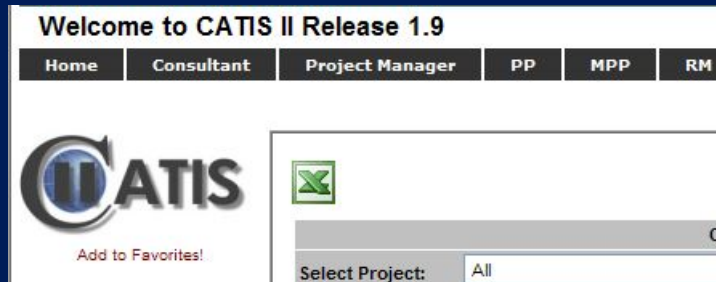 Welcome to CATIS II Release 1.9
Home Consultant Project Manager PP MPP RM
CIIATIS
Add to Favorites!
Select Project: All